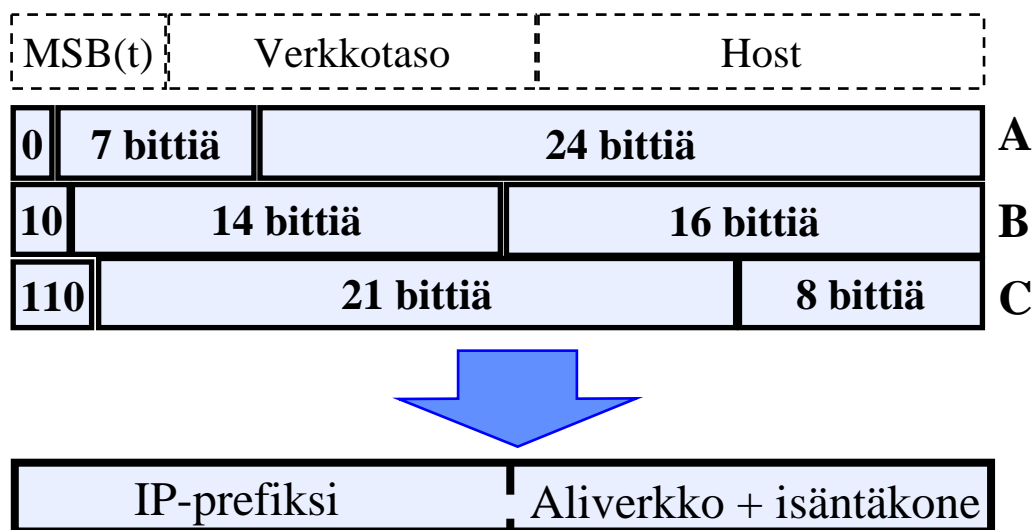 MSB(t) Verkkotaso Host
0 7 bittiä 24 bittiä A
10 14 bittiä 16 bittiä B
110 21 bittiä 8 bittiä C
IP-prefiksi Aliverkko + isäntäkone